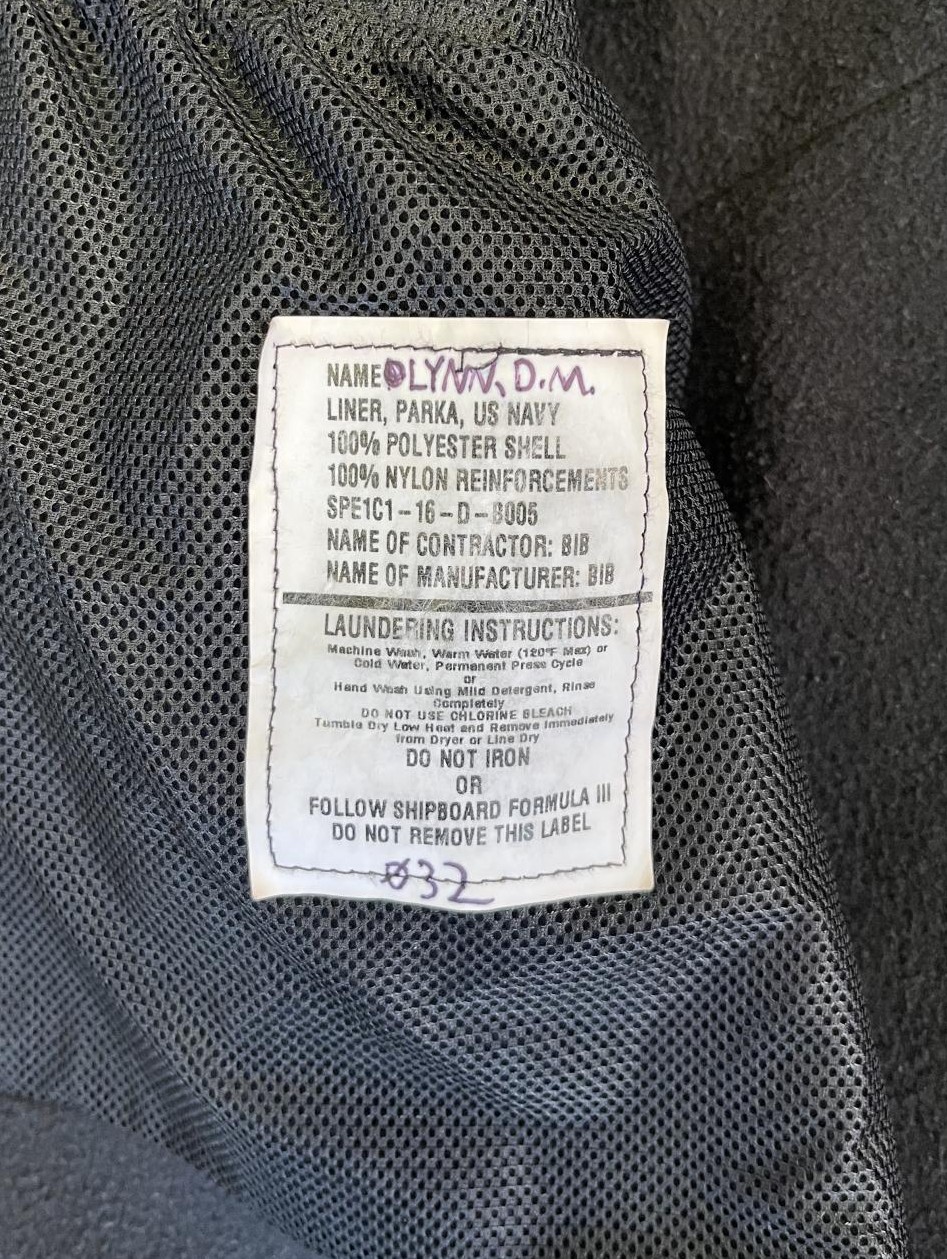 NAME LYNN, D.M.
LINER, PARKA, US NAVY
100% POLYESTER SHELL
100% NYLON REINFORCEMENTS
SPE1C1-16-D-B005
NAME OF CONTRACTOR: BIB
NAME OF MANUFACTURER: BIB
LAUNDERING INSTRUCTIONS:
Machine Wash, Warm Water (120°F Max) or
Cold Water, Permanent Press Cycle
or
Hand Wash Using Mild Detergent, Rinse
Completely
DO NOT USE CHLORINE BLEACH
Tumble Dry Low Heat and Remove Immediately
from Dryer or Line Dry
DO NOT IRON
OR
FOLLOW SHIPBOARD FORMULA III
DO NOT REMOVE THIS LABEL
Ø32